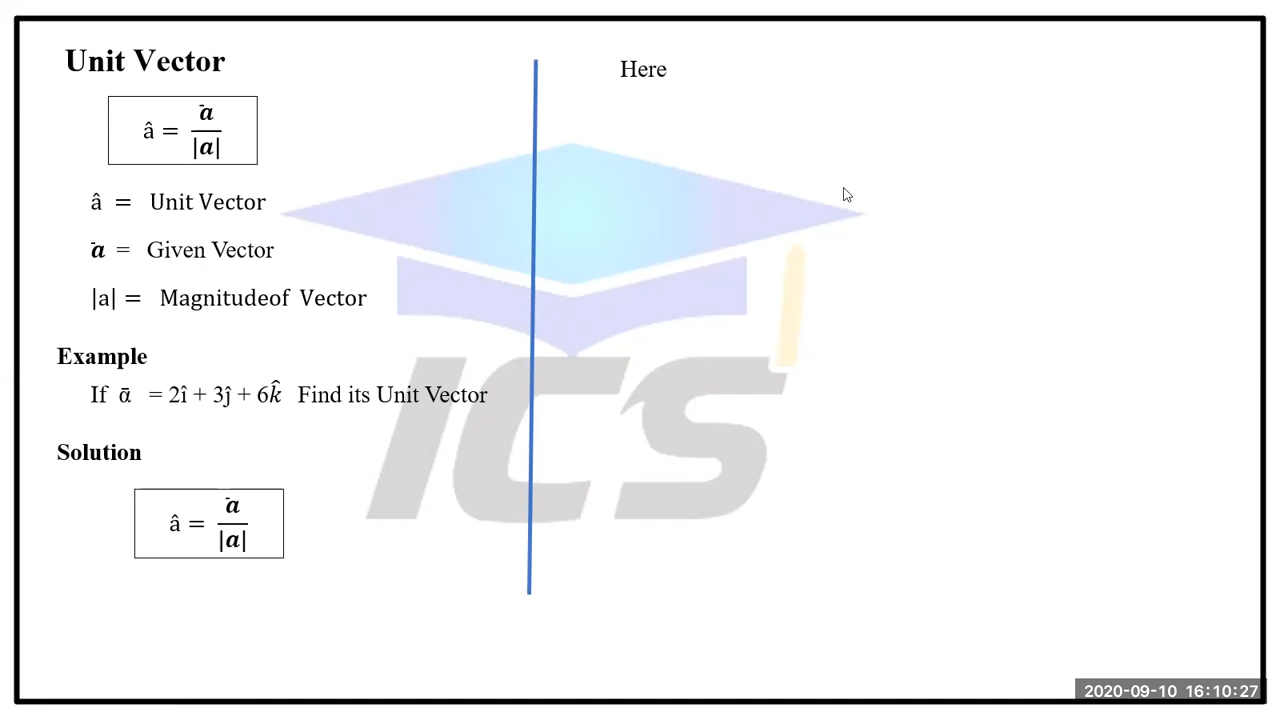 Unit Vector
â = a̅ / |a|
â = Unit Vector
a̅ = Given Vector
|a| = Magnitudeof Vector
Example
If ᾱ = 2î + 3ĵ + 6k̂ Find its Unit Vector
Solution
â = a̅ / |a|
Here
ICS
2020-09-10 16:10:27